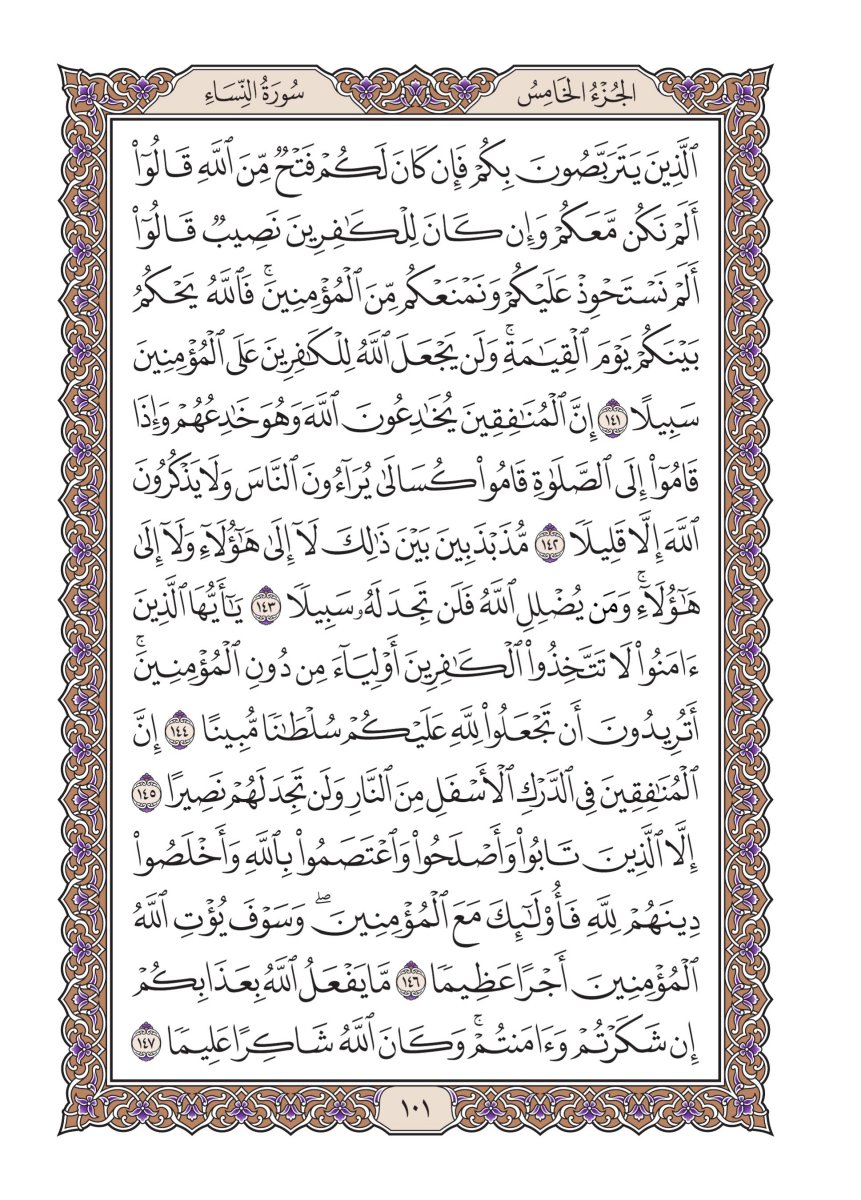 الجُزْءُ الخَامِسُ
سُورَةُ النِّسَاءِ
ٱلَّذِينَ يَتَرَبَّصُونَ بِكُمْ فَإِن كَانَ لَكُمْ فَتْحٌ مِّنَ ٱللَّهِ قَالُوٓا۟
أَلَمْ نَكُن مَّعَكُمْ وَإِن كَانَ لِلْكَـٰفِرِينَ نَصِيبٌ قَالُوٓا۟
أَلَمْ نَسْتَحْوِذْ عَلَيْكُمْ وَنَمْنَعْكُم مِّنَ ٱلْمُؤْمِنِينَۚ فَٱللَّهُ يَحْكُمُ
بَيْنَكُمْ يَوْمَ ٱلْقِيَـٰمَةِۚ وَلَن يَجْعَلَ ٱللَّهُ لِلْكَـٰفِرِينَ عَلَى ٱلْمُؤْمِنِينَ
سَبِيلًا ١٤١ إِنَّ ٱلْمُنَـٰفِقِينَ يُخَـٰدِعُونَ ٱللَّهَ وَهُوَ خَـٰدِعُهُمْ وَإِذَا
قَامُوٓا۟ إِلَى ٱلصَّلَوٰةِ قَامُوا۟ كُسَالَىٰ يُرَآءُونَ ٱلنَّاسَ وَلَا يَذْكُرُونَ
ٱللَّهَ إِلَّا قَلِيلًا ١٤٢ مُّذَبْذَبِينَ بَيْنَ ذَٰلِكَ لَآ إِلَىٰ هَـٰٓؤُلَآءِ وَلَآ إِلَىٰ
هَـٰٓؤُلَآءِۚ وَمَن يُضْلِلِ ٱللَّهُ فَلَن تَجِدَ لَهُۥ سَبِيلًا ١٤٣ يَـٰٓأَيُّهَا ٱلَّذِينَ
ءَامَنُوا۟ لَا تَتَّخِذُوا۟ ٱلْكَـٰفِرِينَ أَوْلِيَآءَ مِن دُونِ ٱلْمُؤْمِنِينَۚ
أَتُرِيدُونَ أَن تَجْعَلُوا۟ لِلَّهِ عَلَيْكُمْ سُلْطَـٰنًا مُّبِينًا ١٤٤ إِنَّ
ٱلْمُنَـٰفِقِينَ فِى ٱلدَّرْكِ ٱلْأَسْفَلِ مِنَ ٱلنَّارِ وَلَن تَجِدَ لَهُمْ نَصِيرًا ١٤٥
إِلَّا ٱلَّذِينَ تَابُوا۟ وَأَصْلَحُوا۟ وَٱعْتَصَمُوا۟ بِٱللَّهِ وَأَخْلَصُوا۟
دِينَهُمْ لِلَّهِ فَأُو۟لَـٰٓئِكَ مَعَ ٱلْمُؤْمِنِينَۖ وَسَوْفَ يُؤْتِ ٱللَّهُ
ٱلْمُؤْمِنِينَ أَجْرًا عَظِيمًا ١٤٦ مَّا يَفْعَلُ ٱللَّهُ بِعَذَابِكُمْ
إِن شَكَرْتُمْ وَءَامَنتُمْۚ وَكَانَ ٱللَّهُ شَاكِرًا عَلِيمًا ١٤٧
١٠١